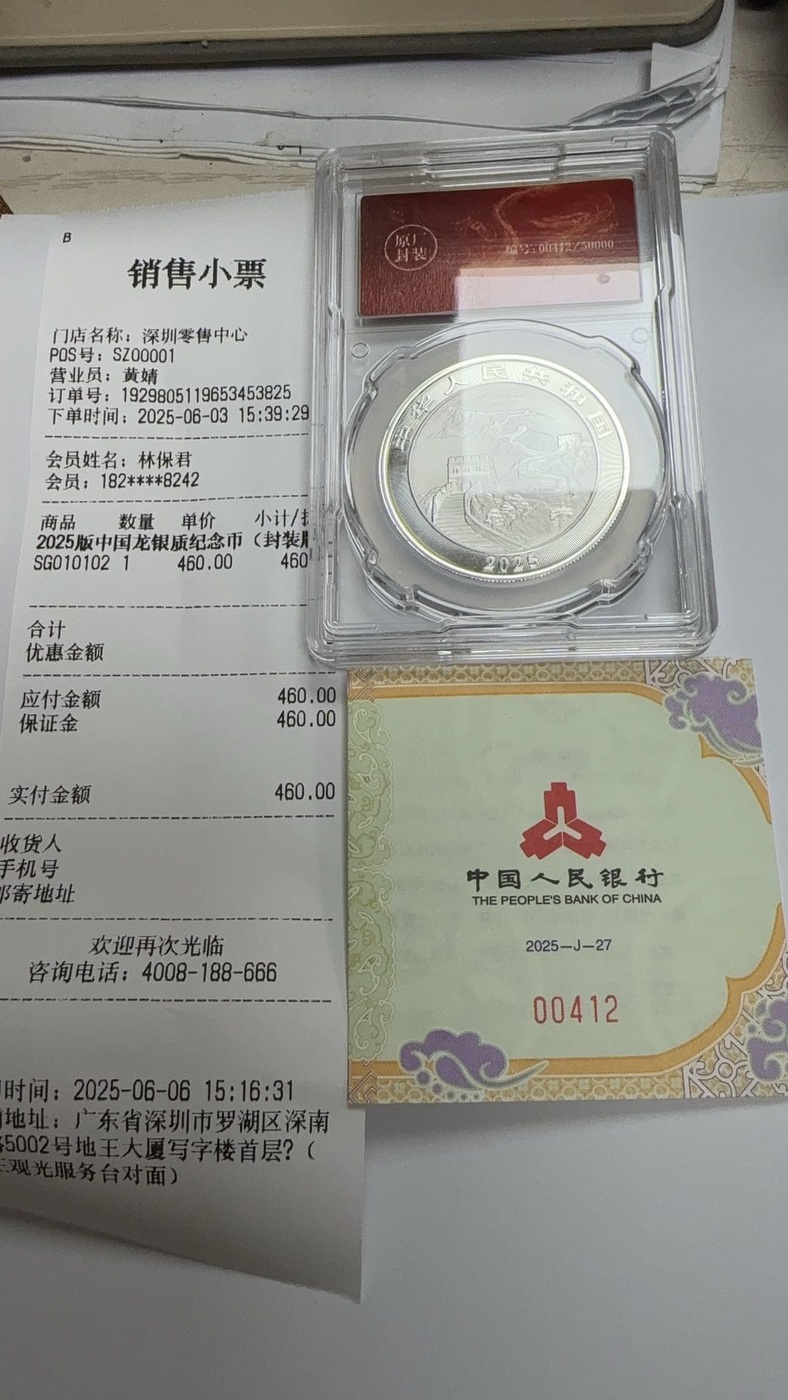 B
销售小票
门店名称：深圳零售中心
POS号：SZ00001
营业员：黄婧
订单号：1929805119653453825
下单时间：2025-06-03 15:39:29
会员姓名：林保君
会员：182****8242
商品 数量 单价 小计/
2025版中国龙银质纪念币（封装
SG010102 1 460.00 460
合计
优惠金额
应付金额 460.00
保证金 460.00
实付金额 460.00
收货人
手机号
邮寄地址
欢迎再次光临
咨询电话：4008-188-666
时间：2025-06-06 15:16:31
地址：广东省深圳市罗湖区深南
5002号地王大厦写字楼首层?（
观光服务台对面）
原厂
封装
编号:00412/50000
中华人民共和国
2025
中国人民银行
THE PEOPLE'S BANK OF CHINA
2025—J—27
00412